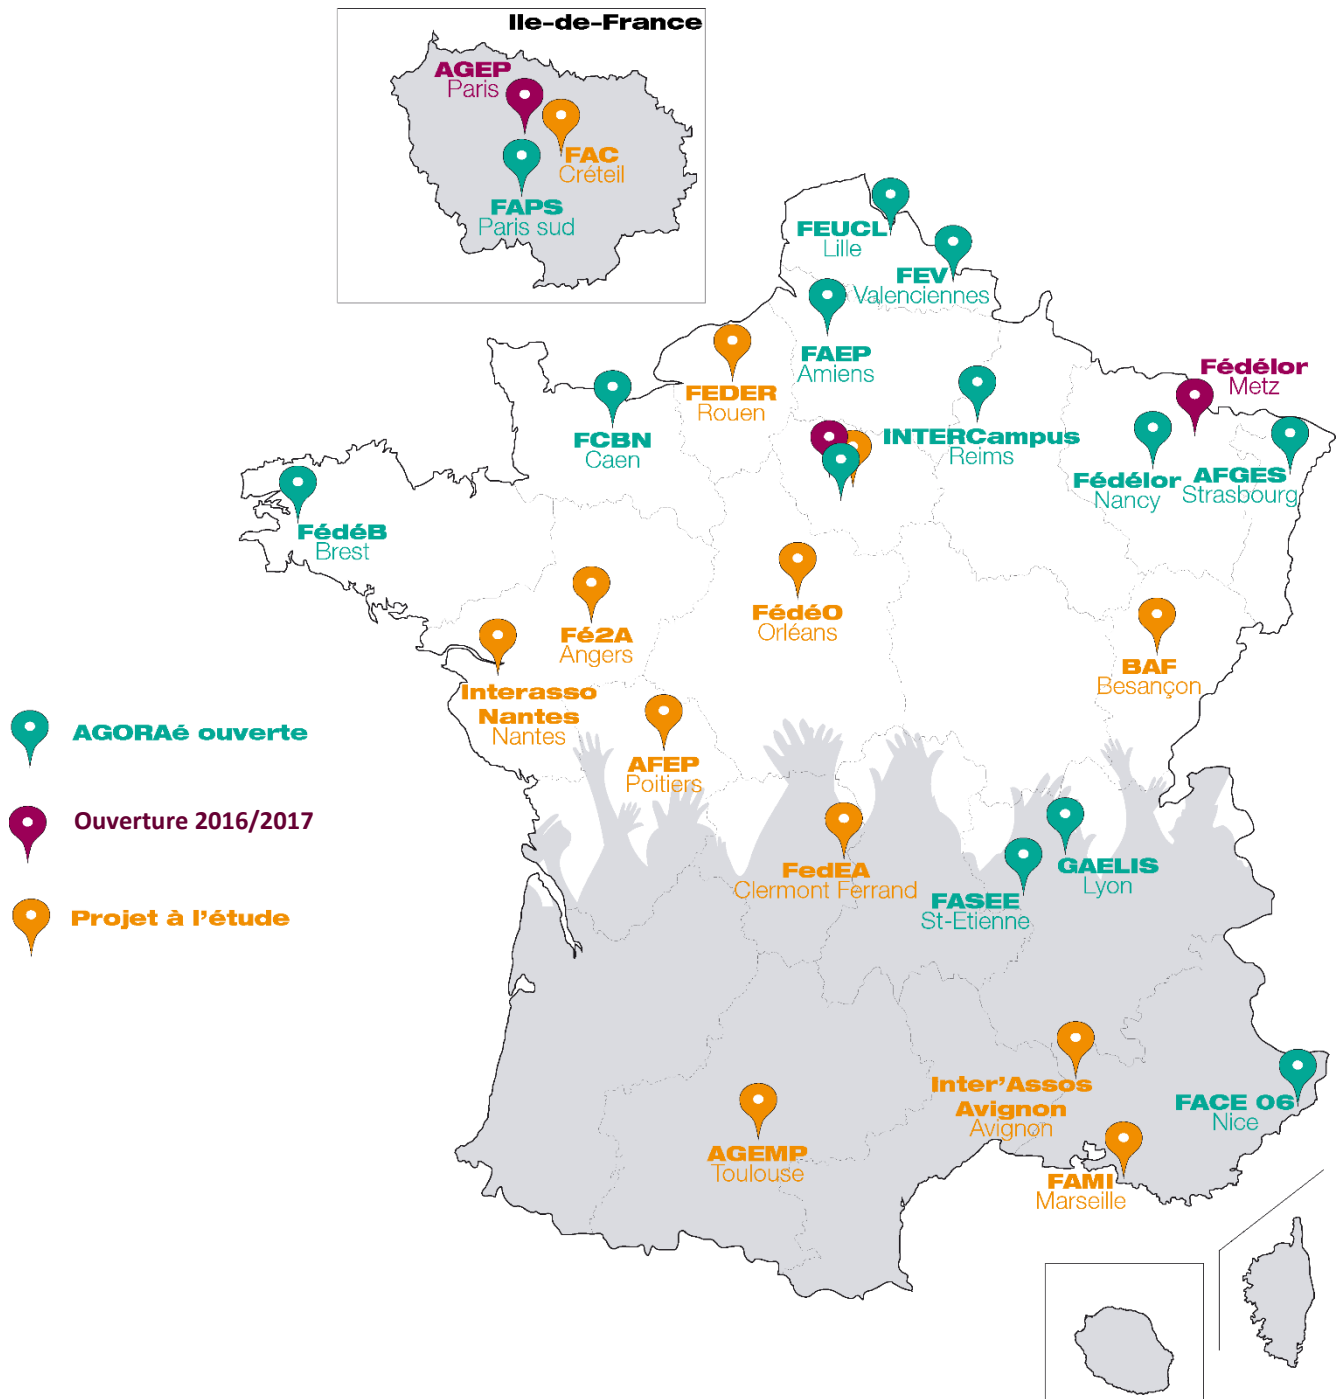 Ile-de-France
AGEP
Paris
FAC
Créteil
FAPS
Paris sud
FEUCL
Lille
FEV
Valenciennes
FAEP
Amiens
FEDER
Rouen
FCBN
Caen
INTERCampus
Reims
Fédélor
Metz
Fédélor
Nancy
AFGES
Strasbourg
FédéB
Brest
FédéO
Orléans
Fé2A
Angers
BAF
Besançon
Interasso
Nantes
Nantes
AFEP
Poitiers
AGORAé ouverte
Ouverture 2016/2017
Projet à l'étude
FedEA
Clermont Ferrand
GAELIS
Lyon
FASEE
St-Etienne
Inter'Assos
Avignon
Avignon
FACE 06
Nice
AGEMP
Toulouse
FAMI
Marseille